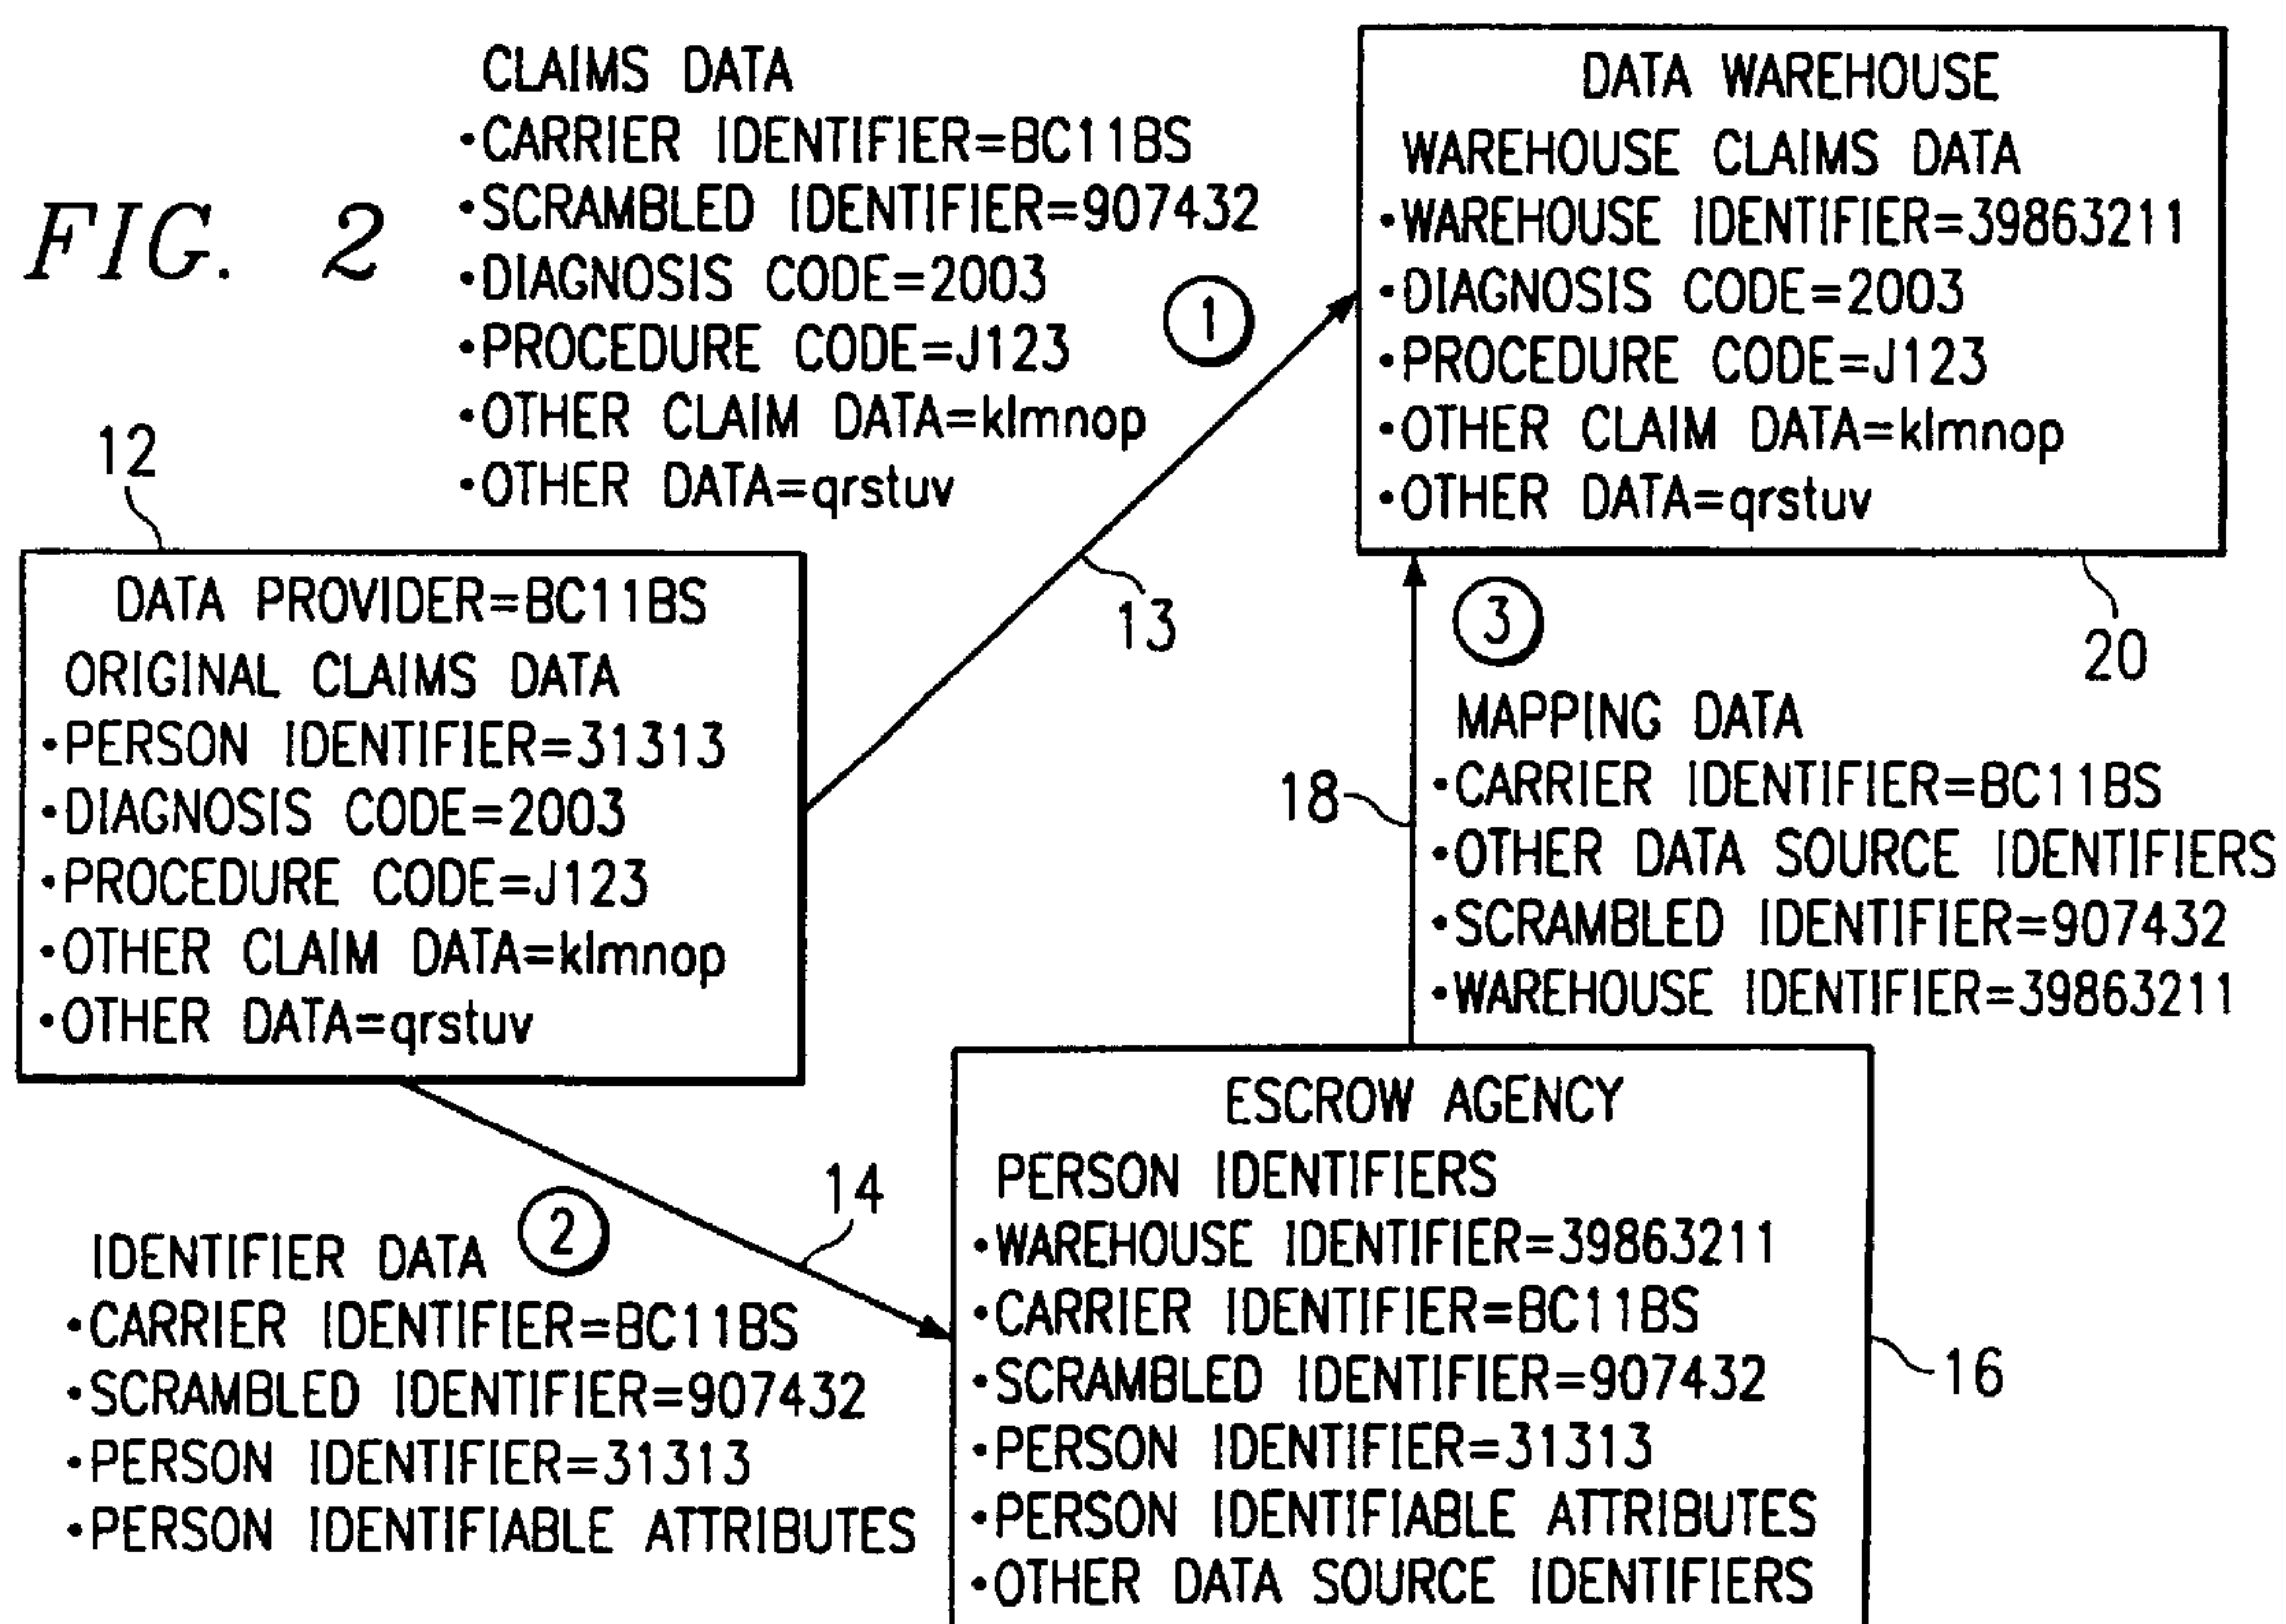 FIG. 2
CLAIMS DATA
•CARRIER IDENTIFIER=BC11BS
•SCRAMBLED IDENTIFIER=907432
•DIAGNOSIS CODE=2003
•PROCEDURE CODE=J123
•OTHER CLAIM DATA=klmnop
•OTHER DATA=qrstuv
1
13
DATA WAREHOUSE
WAREHOUSE CLAIMS DATA
•WAREHOUSE IDENTIFIER=39863211
•DIAGNOSIS CODE=2003
•PROCEDURE CODE=J123
•OTHER CLAIM DATA=klmnop
•OTHER DATA=qrstuv
20
12
DATA PROVIDER=BC11BS
ORIGINAL CLAIMS DATA
•PERSON IDENTIFIER=31313
•DIAGNOSIS CODE=2003
•PROCEDURE CODE=J123
•OTHER CLAIM DATA=klmnop
•OTHER DATA=qrstuv
3
18
MAPPING DATA
•CARRIER IDENTIFIER=BC11BS
•OTHER DATA SOURCE IDENTIFIERS
•SCRAMBLED IDENTIFIER=907432
•WAREHOUSE IDENTIFIER=39863211
2
14
IDENTIFIER DATA
•CARRIER IDENTIFIER=BC11BS
•SCRAMBLED IDENTIFIER=907432
•PERSON IDENTIFIER=31313
•PERSON IDENTIFIABLE ATTRIBUTES
ESCROW AGENCY
PERSON IDENTIFIERS
•WAREHOUSE IDENTIFIER=39863211
•CARRIER IDENTIFIER=BC11BS
•SCRAMBLED IDENTIFIER=907432
•PERSON IDENTIFIER=31313
•PERSON IDENTIFIABLE ATTRIBUTES
•OTHER DATA SOURCE IDENTIFIERS
16